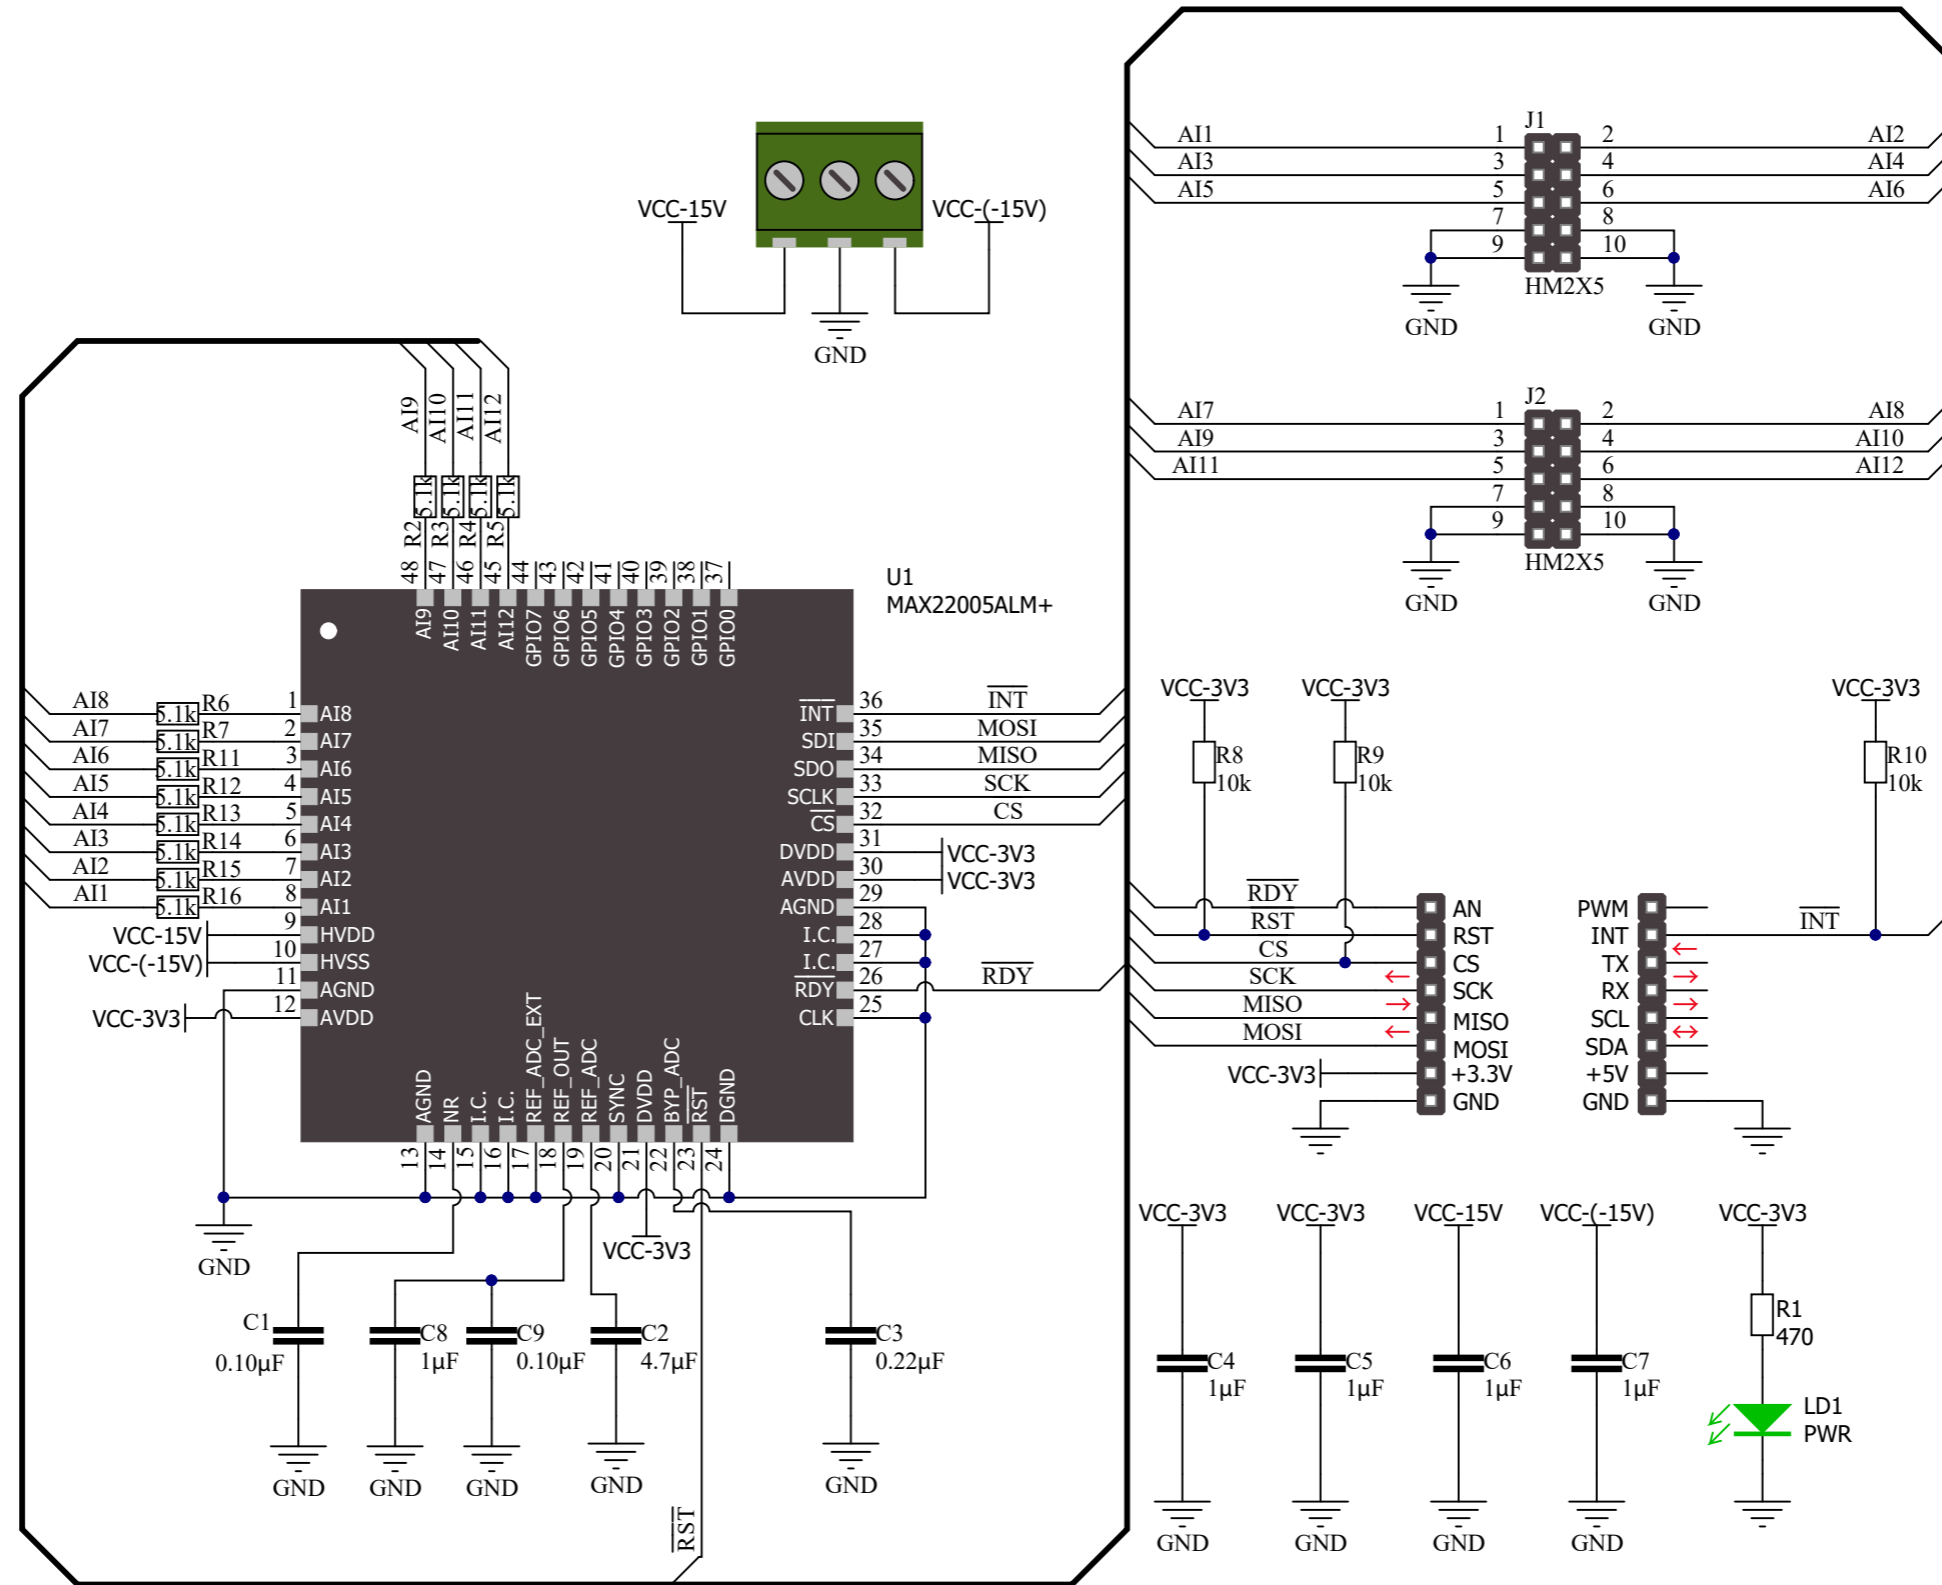 VCC-15V
VCC-(-15V)
GND
J1
AI1 1 2 AI2
AI3 3 4 AI4
AI5 5 6 AI6
7 8
9 10
HM2X5
GND GND
J2
AI7 1 2 AI8
AI9 3 4 AI10
AI11 5 6 AI12
7 8
9 10
HM2X5
GND GND
AI9 AI10 AI11 AI12
5.1k 5.1k 5.1k 5.1k
R2 R3 R4 R5
48 47 46 45 44 43 42 41 40 39 38 37
AI9 AI10 AI11 AI12 GPIO7 GPIO6 GPIO5 GPIO4 GPIO3 GPIO2 GPIO1 GPIO0
U1
MAX22005ALM+
AI8 5.1k R6 1 AI8
AI7 5.1k R7 2 AI7
AI6 5.1k R11 3 AI6
AI5 5.1k R12 4 AI5
AI4 5.1k R13 5 AI4
AI3 5.1k R14 6 AI3
AI2 5.1k R15 7 AI2
AI1 5.1k R16 8 AI1
VCC-15V 9 HVDD
VCC-(-15V) 10 HVSS
11 AGND
VCC-3V3 12 AVDD
INT 36 INT
SDI 35 MOSI
SDO 34 MISO
SCLK 33 SCK
CS 32 CS
DVDD 31 VCC-3V3
AVDD 30 VCC-3V3
AGND 29
I.C. 28
I.C. 27
RDY 26 RDY
CLK 25
AGND NR I.C. I.C. REF_ADC_EXT REF_OUT REF_ADC SYNC DVDD BYP_ADC RST DGND
13 14 15 16 17 18 19 20 21 22 23 24
GND
VCC-3V3
C1
0.10µF
GND
C8
1µF
GND
C9
0.10µF
GND
C2
4.7µF
GND
C3
0.22µF
GND
RST
VCC-3V3 VCC-3V3 VCC-3V3
R8
10k
R9
10k
R10
10k
RDY AN
RST RST
CS CS
SCK SCK
MISO MISO
MOSI MOSI
VCC-3V3 +3.3V
GND
PWM
INT INT
TX
RX
SCL
SDA
+5V
GND
VCC-3V3 VCC-3V3 VCC-15V VCC-(-15V) VCC-3V3
C4
1µF
GND
C5
1µF
GND
C6
1µF
GND
C7
1µF
GND
R1
470
LD1
PWR